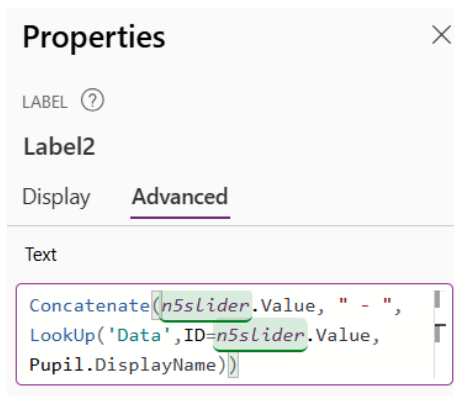 Properties
LABEL ?
Label2
Display Advanced
Text
Concatenate(n5slider.Value, " - ",
LookUp('Data',ID=n5slider.Value,
Pupil.DisplayName))